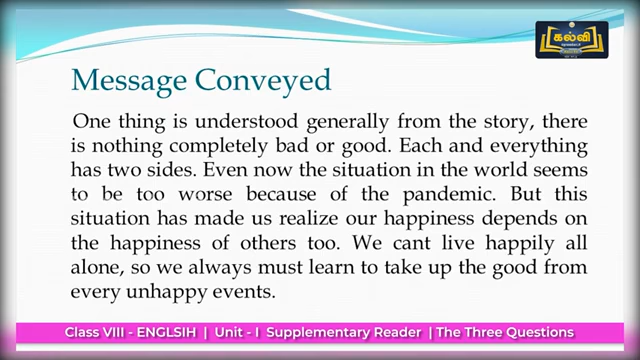 கல்வி
Message Conveyed
One thing is understood generally from the story, there
is nothing completely bad or good. Each and everything
has two sides. Even now the situation in the world seems
to be too worse because of the pandemic. But this
situation has made us realize our happiness depends on
the happiness of others too. We cant live happily all
alone, so we always must learn to take up the good from
every unhappy events.
Class VIII - ENGLSIH | Unit - I Supplementary Reader | The Three Questions